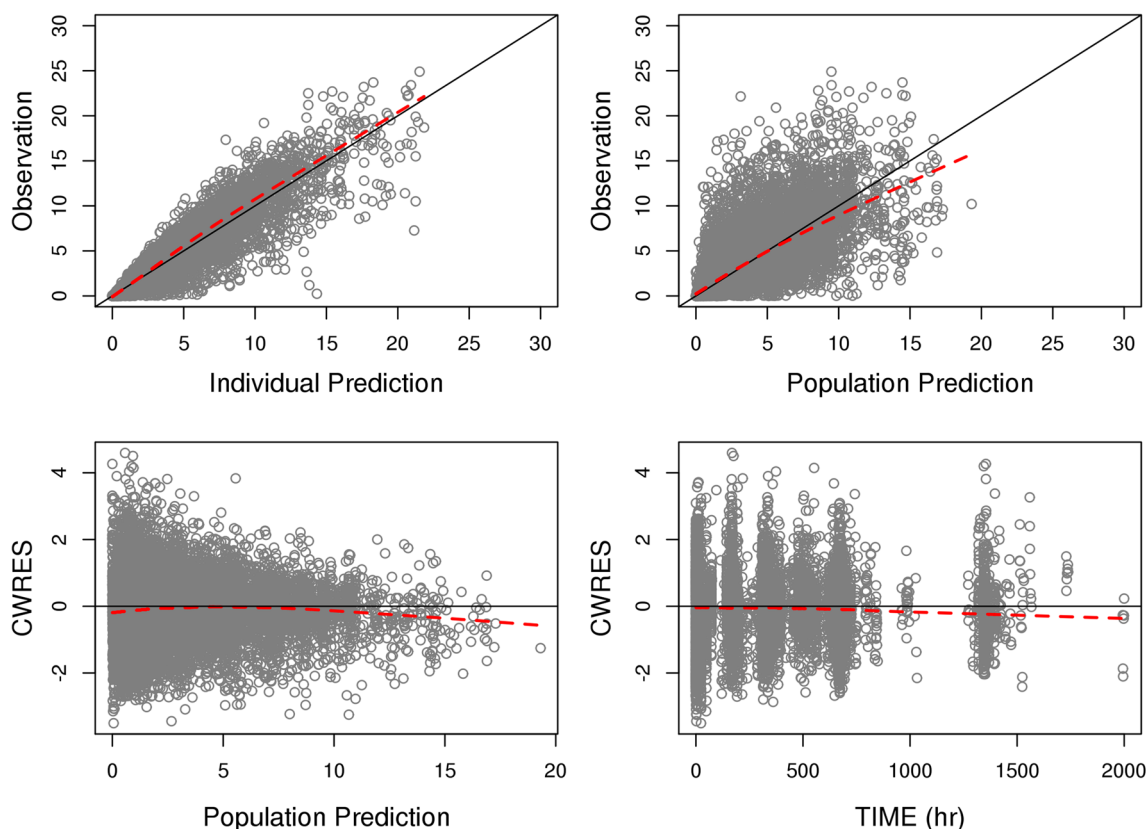 30
25
20
15
10
5
0
Observation
0 5 10 15 20 25 30
Individual Prediction
30
25
20
15
10
5
0
Observation
0 5 10 15 20 25 30
Population Prediction
4
2
0
-2
CWRES
0 5 10 15 20
Population Prediction
4
2
0
-2
CWRES
0 500 1000 1500 2000
TIME (hr)